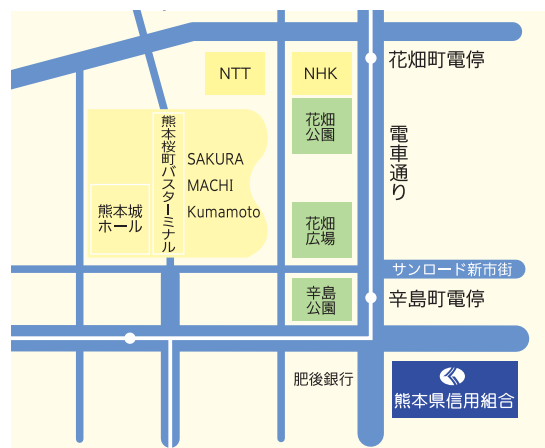 NTT
NHK
花畑町電停
花畑
公園
電車通り
熊本桜町バスターミナル
SAKURA
MACHI
Kumamoto
熊本城
ホール
花畑
広場
サンロード新市街
辛島
公園
辛島町電停
肥後銀行
熊本県信用組合